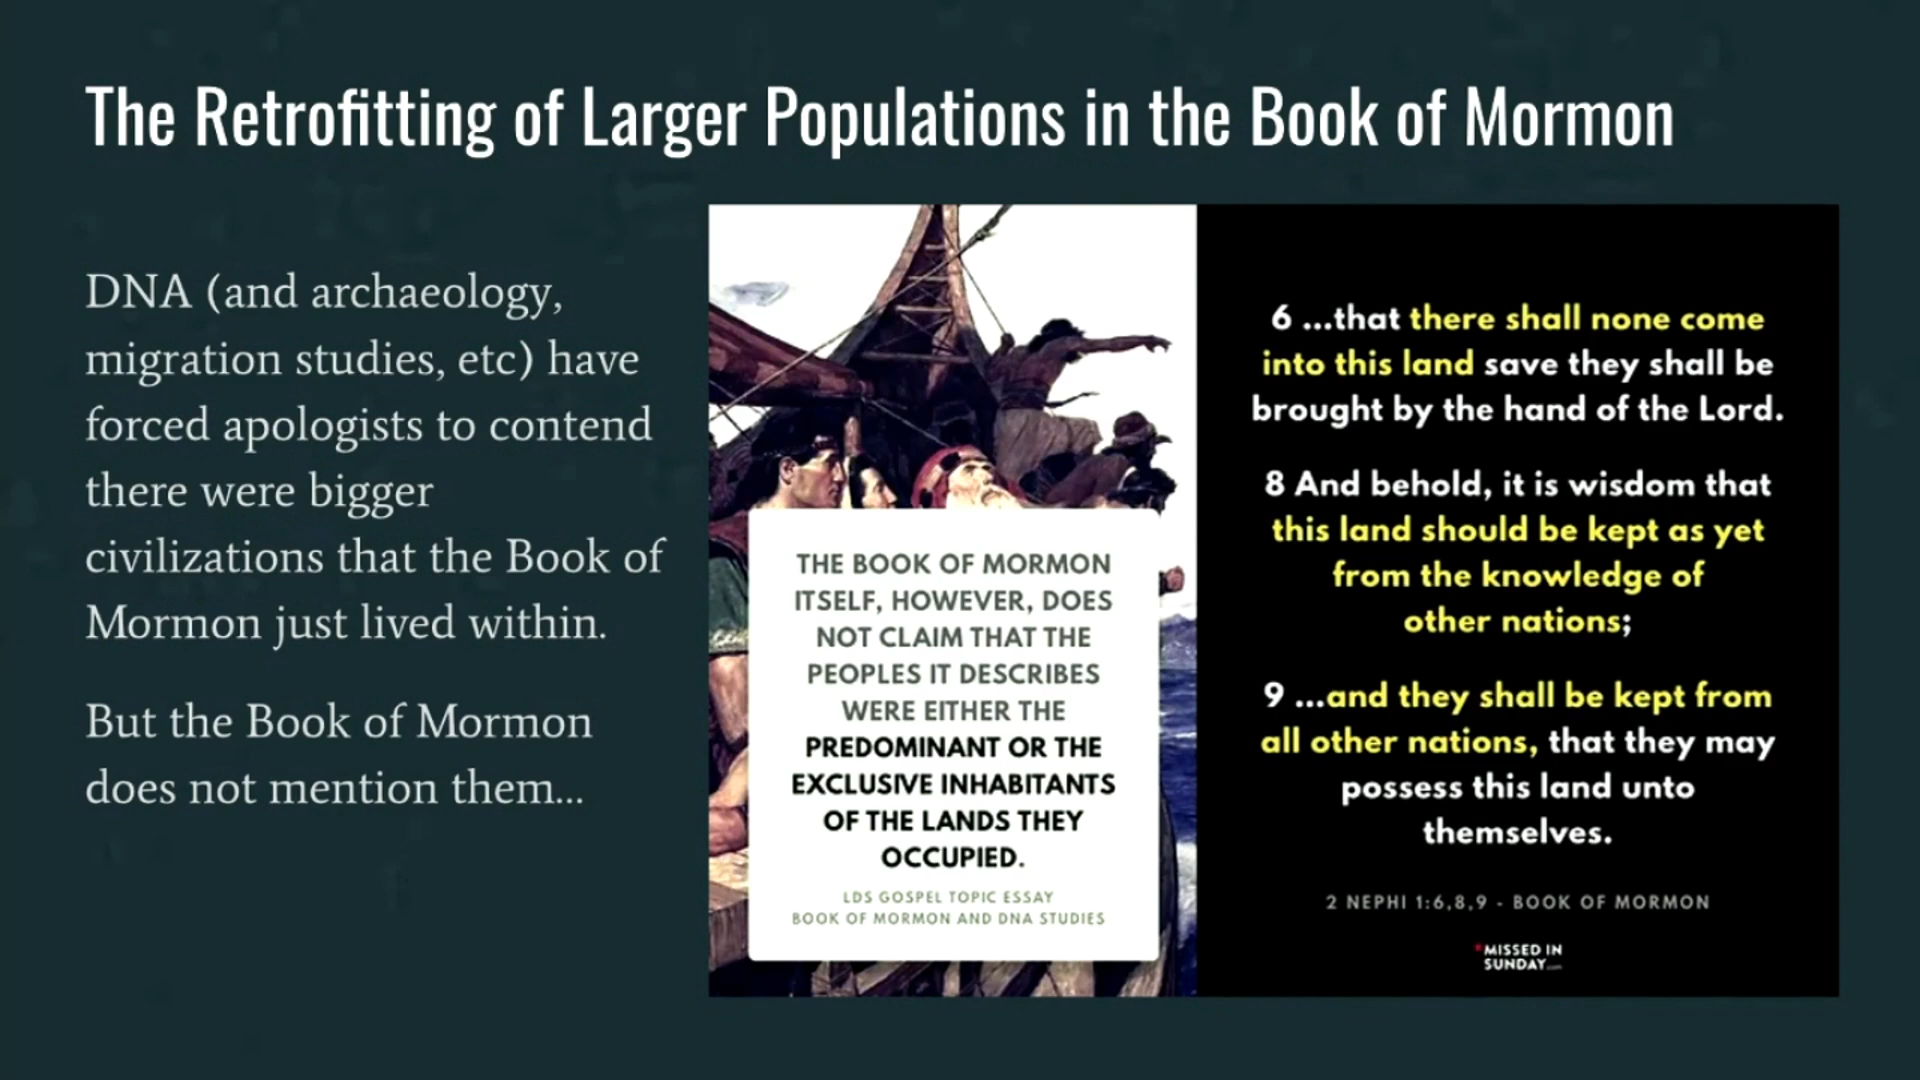 The Retrofitting of Larger Populations in the Book of Mormon
DNA (and archaeology,
migration studies, etc) have
forced apologists to contend
there were bigger
civilizations that the Book of
Mormon just lived within.
But the Book of Mormon
does not mention them...
THE BOOK OF MORMON
ITSELF, HOWEVER, DOES
NOT CLAIM THAT THE
PEOPLES IT DESCRIBES
WERE EITHER THE
PREDOMINANT OR THE
EXCLUSIVE INHABITANTS
OF THE LANDS THEY
OCCUPIED.
LDS GOSPEL TOPIC ESSAY
BOOK OF MORMON AND DNA STUDIES
6 ...that there shall none come
into this land save they shall be
brought by the hand of the Lord.
8 And behold, it is wisdom that
this land should be kept as yet
from the knowledge of
other nations;
9 ...and they shall be kept from
all other nations, that they may
possess this land unto
themselves.
2 NEPHI 1:6,8,9 - BOOK OF MORMON
*MISSED IN
SUNDAY